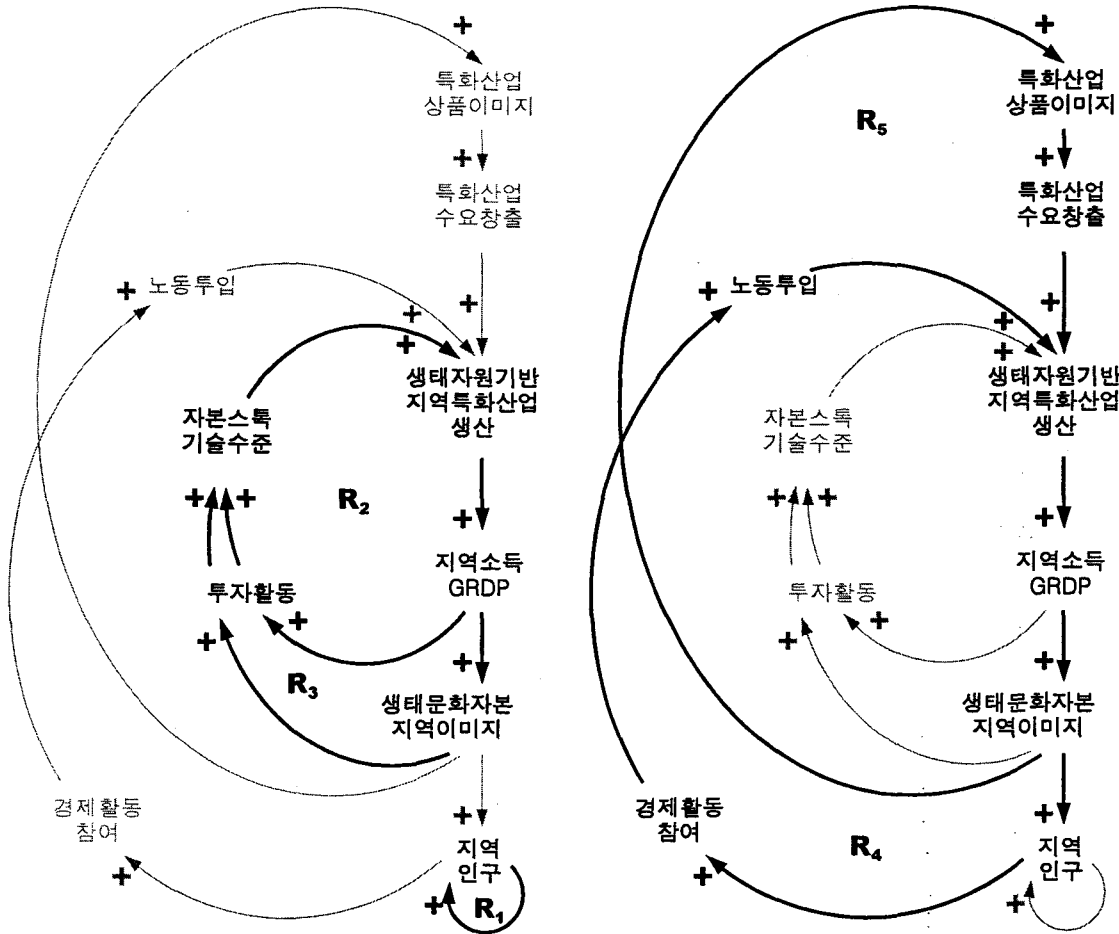 +
특화산업
상품이미지
+
특화산업
수요창출
+
노동투입
+
+
+
생태자원기반
지역특화산업
생산
자본스톡
기술수준
+
+
R₂
+
지역소득
GRDP
투자활동
+
+
+
R₃
생태문화자본
지역이미지
경제활동
참여
+
지역
인구
+
+
R₁
+
특화산업
상품이미지
R₅
+
특화산업
수요창출
+
노동투입
+
+
+
생태자원기반
지역특화산업
생산
자본스톡
기술수준
+
+
+
지역소득
GRDP
투자활동
+
+
+
생태문화자본
지역이미지
경제활동
참여
+
R₄
지역
인구
+
+